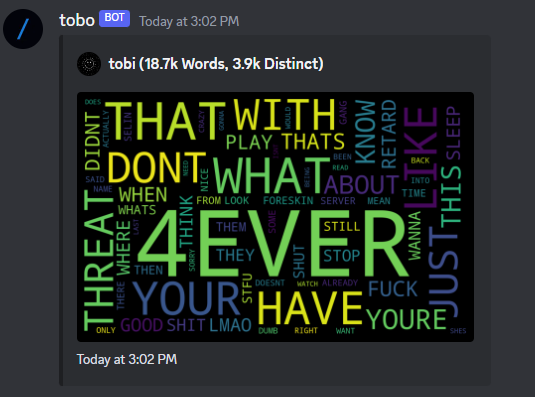 tobo BOT Today at 3:02 PM
tobi (18.7k Words, 3.9k Distinct)
DOES
DIDNT
ACTUALLY
SELIN
THAT
CRAZY
GONNA
WITH
WOULD
GANG
KNOW
RETARD
LIKE
SLEEP
PLAY THATS
SAID
NAME
DONT
NEED
NICE
WHAT
BEEN
READ
BEING
ABOUT
BACK
INTO
TIME
THIS
WHEN
WHATS
FROM LOOK FORESKIN SERVER MEAN
THREAT
WHERE
LAST
THINK
SORRY
4EVER
THEM
SOME
STILL
THEY
SHUT
STOP
WANNA
JUST
THEN
THERE
YOUR
STFU
DOESNT
WATCH
ALREADY
HAVE
FUCK
YOURE
ONLY
GOOD SHIT LMAO
DUMB
RIGHT
WANT
SHES
Today at 3:02 PM